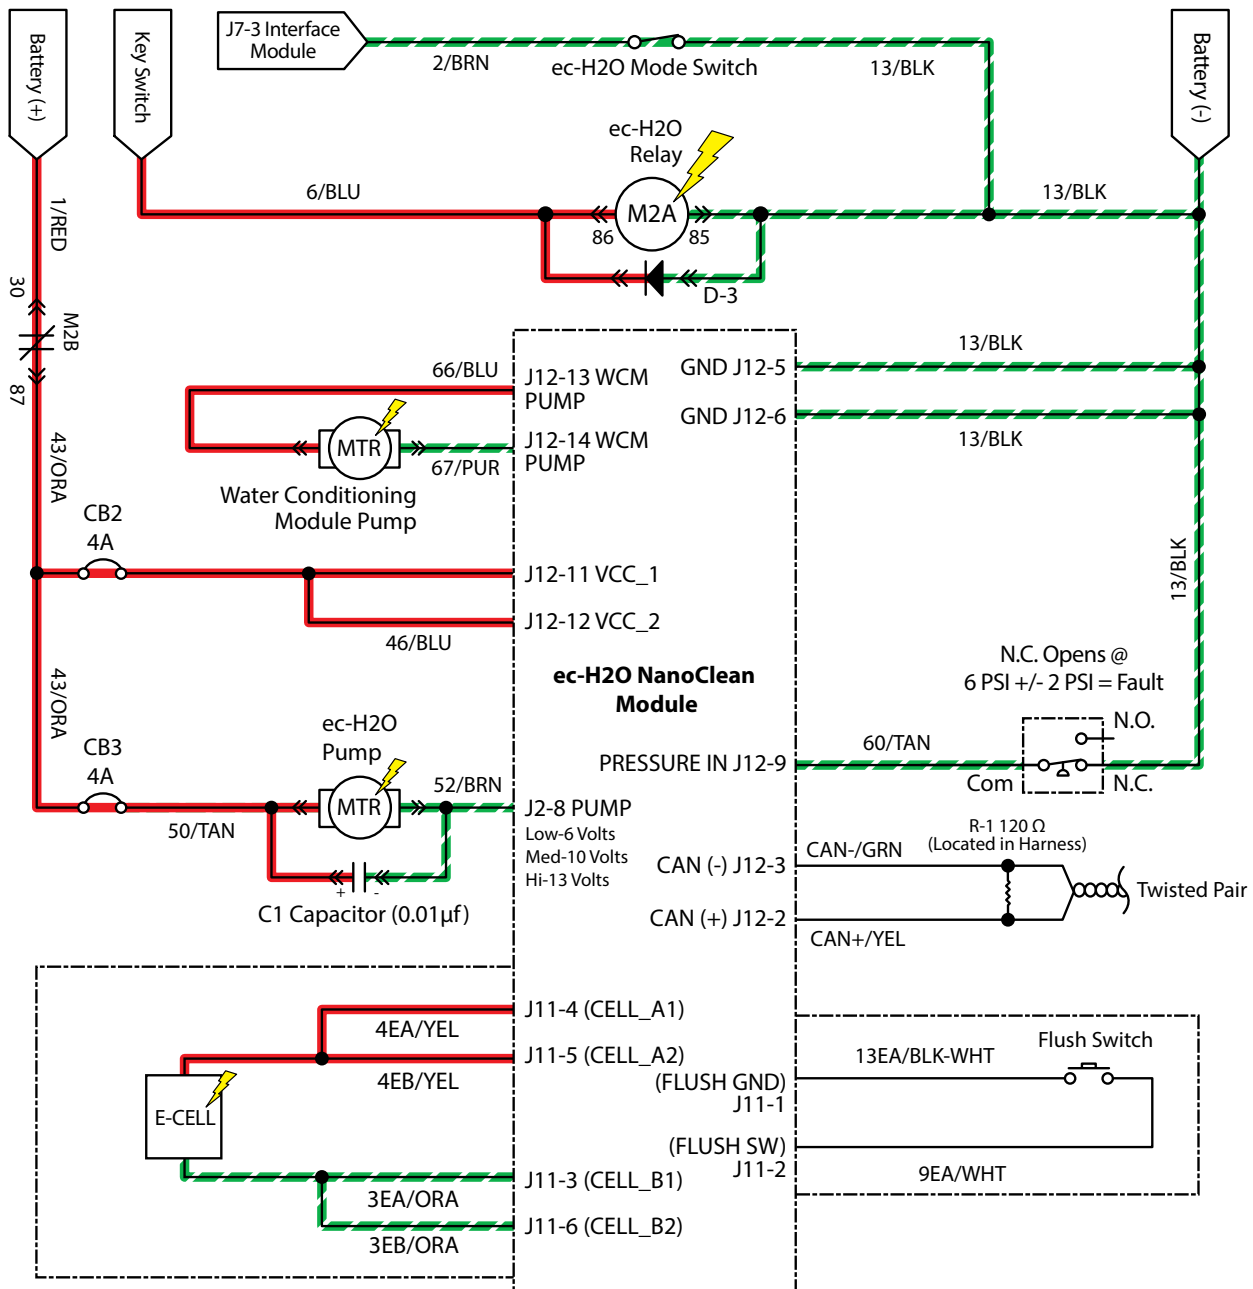 Battery (+)
Key Switch
J7-3 Interface
Module
2/BRN
ec-H2O Mode Switch
13/BLK
Battery (-)
ec-H2O
Relay
6/BLU
M2A
86
85
13/BLK
D-3
1/RED
30
M2B
87
43/ORA
66/BLU
J12-13 WCM
PUMP
MTR
67/PUR
J12-14 WCM
PUMP
Water Conditioning
Module Pump
GND J12-5
13/BLK
GND J12-6
13/BLK
13/BLK
CB2
4A
J12-11 VCC_1
J12-12 VCC_2
46/BLU
ec-H2O NanoClean
Module
43/ORA
N.C. Opens @
6 PSI +/- 2 PSI = Fault
N.O.
60/TAN
PRESSURE IN J12-9
Com
N.C.
CB3
4A
50/TAN
ec-H2O
Pump
MTR
52/BRN
J2-8 PUMP
Low-6 Volts
Med-10 Volts
Hi-13 Volts
+
-
C1 Capacitor (0.01µf)
R-1 120 Ω
(Located in Harness)
CAN (-) J12-3
CAN-/GRN
Twisted Pair
CAN (+) J12-2
CAN+/YEL
J11-4 (CELL_A1)
4EA/YEL
J11-5 (CELL_A2)
4EB/YEL
E-CELL
J11-3 (CELL_B1)
3EA/ORA
J11-6 (CELL_B2)
3EB/ORA
Flush Switch
13EA/BLK-WHT
(FLUSH GND)
J11-1
(FLUSH SW)
J11-2
9EA/WHT